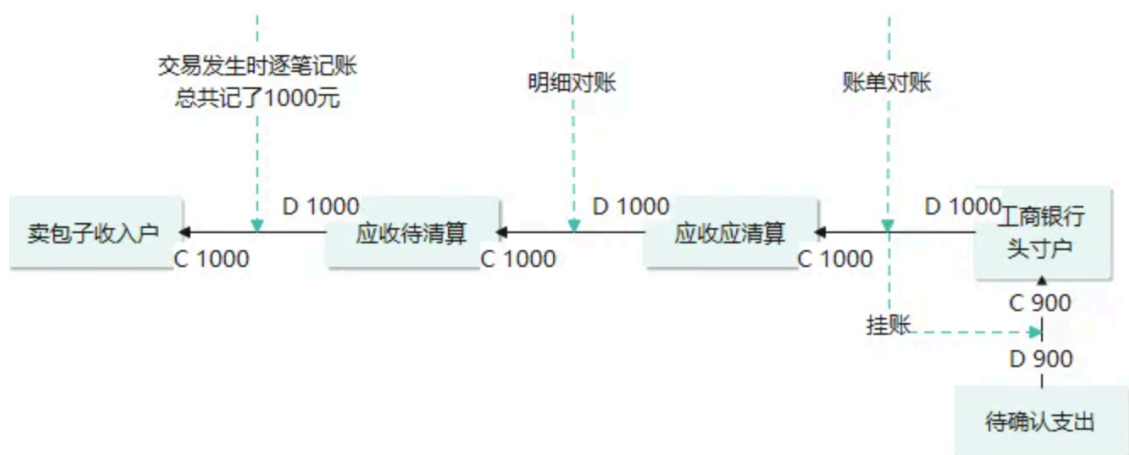 交易发生时逐笔记账
总共记了1000元
明细对账
账单对账
D 1000
D 1000
D 1000
卖包子收入户
应收待清算
应收应清算
工商银行
头寸户
C 1000
C 1000
C 1000
C 900
挂账
D 900
待确认支出